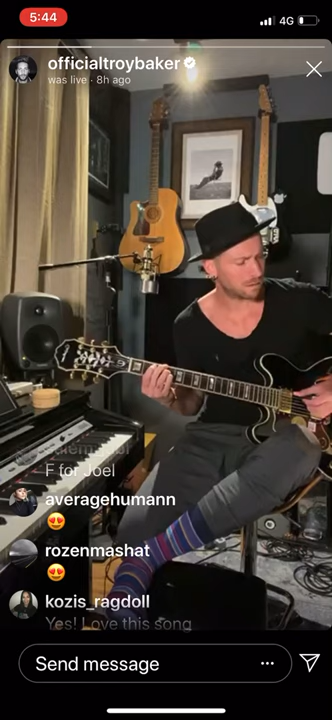 5:44
4G
officialtroybaker
was live · 8h ago
F for Joel
averagehumann
😍
rozenmashat
😍
kozis_ragdoll
Yes! Love this song
Send message